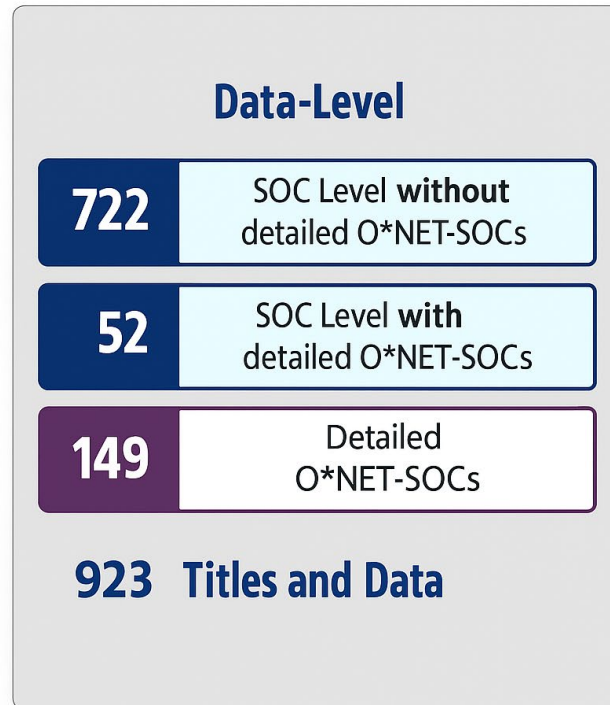 Data-Level
722
SOC Level without
detailed O*NET-SOCs
52
SOC Level with
detailed O*NET-SOCs
149
Detailed
O*NET-SOCs
923 Titles and Data